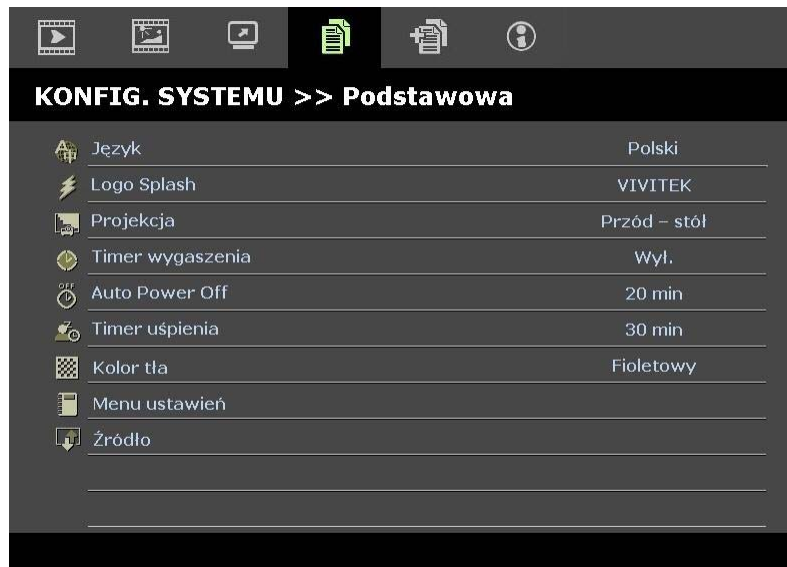 KONFIG. SYSTEMU >> Podstawowa
Język Polski
Logo Splash VIVITEK
Projekcja Przód – stół
Timer wygaszenia Wył.
OFF
Auto Power Off 20 min
Timer uśpienia 30 min
Kolor tła Fioletowy
Menu ustawień
Źródło